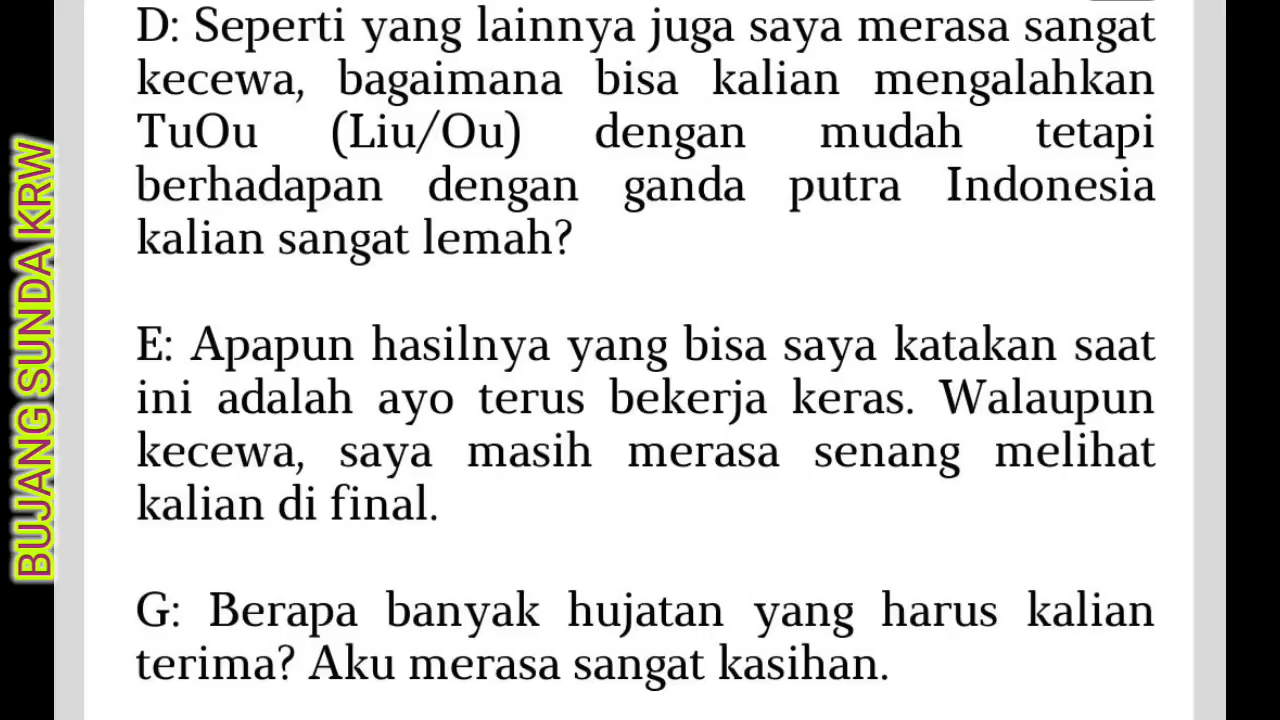 D: Seperti yang lainnya juga saya merasa sangat
kecewa, bagaimana bisa kalian mengalahkan
TuOu (Liu/Ou) dengan mudah tetapi
berhadapan dengan ganda putra Indonesia
kalian sangat lemah?
E: Apapun hasilnya yang bisa saya katakan saat
ini adalah ayo terus bekerja keras. Walaupun
kecewa, saya masih merasa senang melihat
kalian di final.
G: Berapa banyak hujatan yang harus kalian
terima? Aku merasa sangat kasihan.
BUJANG SUNDA KRW